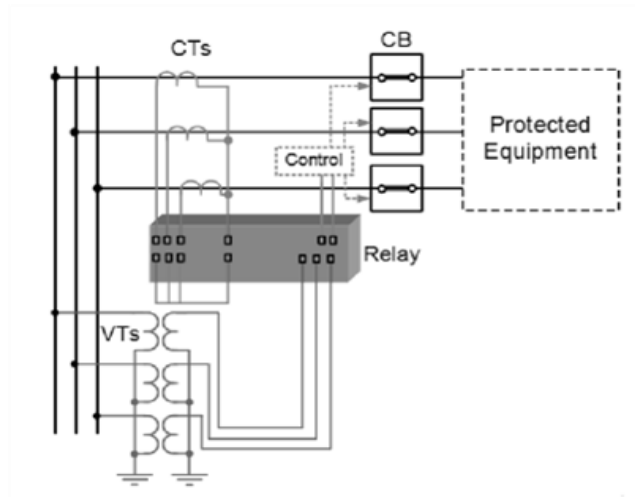 CTs
CB
Protected
Equipment
Control
Relay
VTs